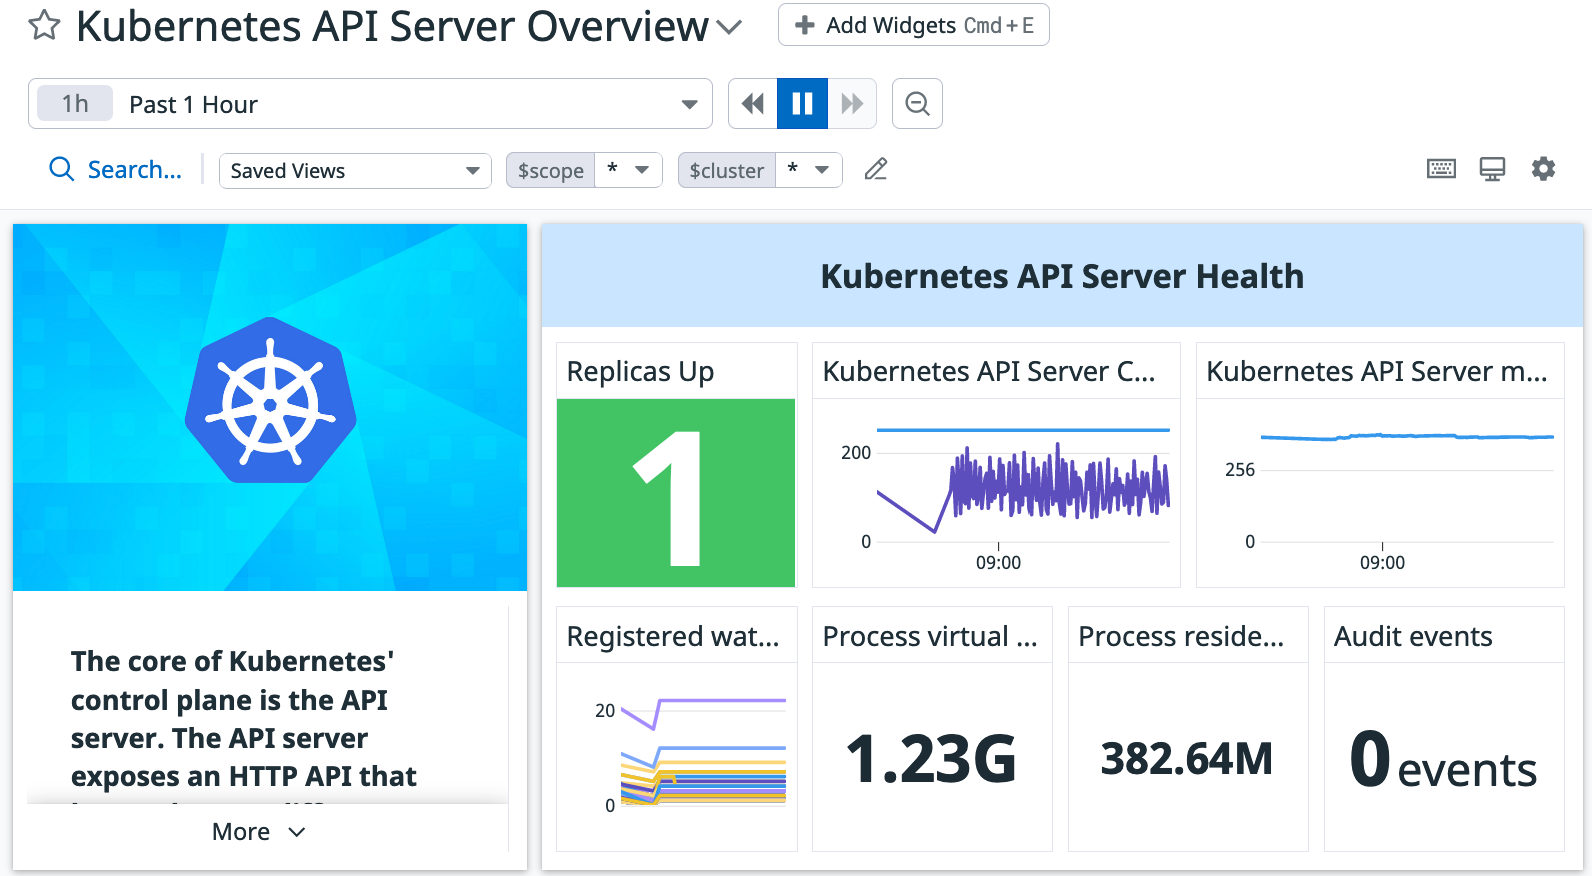 Kubernetes API Server Overview
Add Widgets Cmd+E
1h Past 1 Hour
Search...
Saved Views
$scope *
$cluster *
The core of Kubernetes'
control plane is the API
server. The API server
exposes an HTTP API that
More
Kubernetes API Server Health
Replicas Up
1
Kubernetes API Server C...
200
0
09:00
Kubernetes API Server m...
256
0
09:00
Registered wat...
20
0
Process virtual ...
1.23G
Process reside...
382.64M
Audit events
0 events